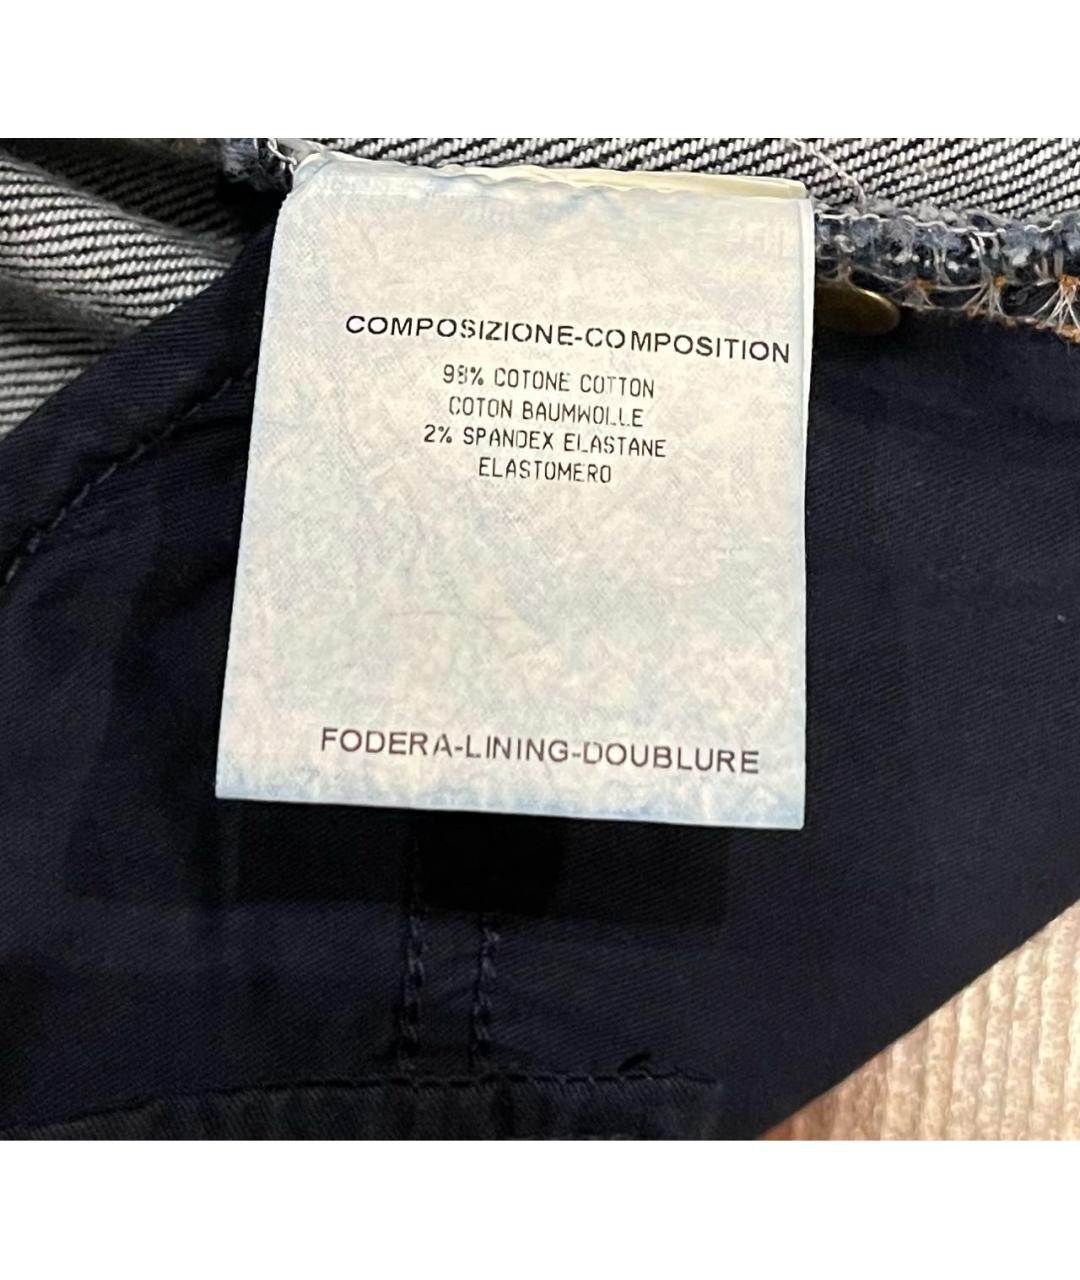 COMPOSIZIONE-COMPOSITION
98% COTONE COTTON
COTON BAUMWOLLE
2% SPANDEX ELASTANE
ELASTOMERO
FODERA-LINING-DOUBLURE